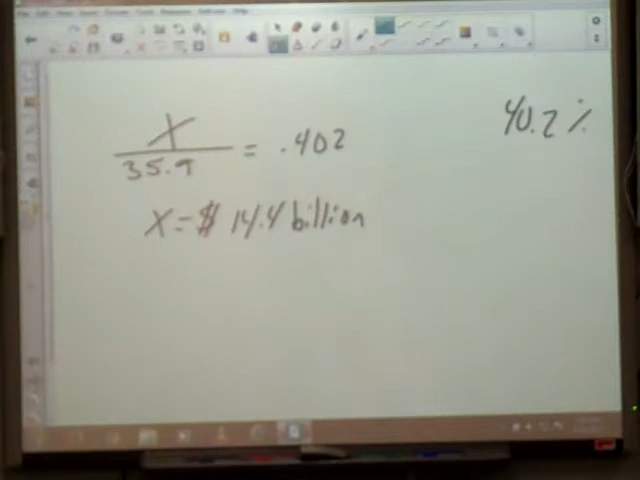 40.2%
X
35.9 = .402
X = $ 14.4 billion